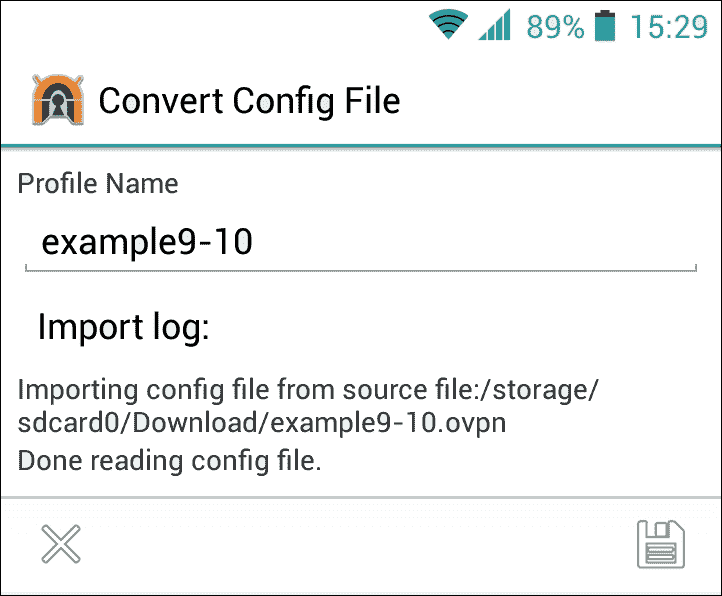 89% 15:29
Convert Config File
Profile Name
example9-10
Import log:
Importing config file from source file:/storage/
sdcard0/Download/example9-10.ovpn
Done reading config file.